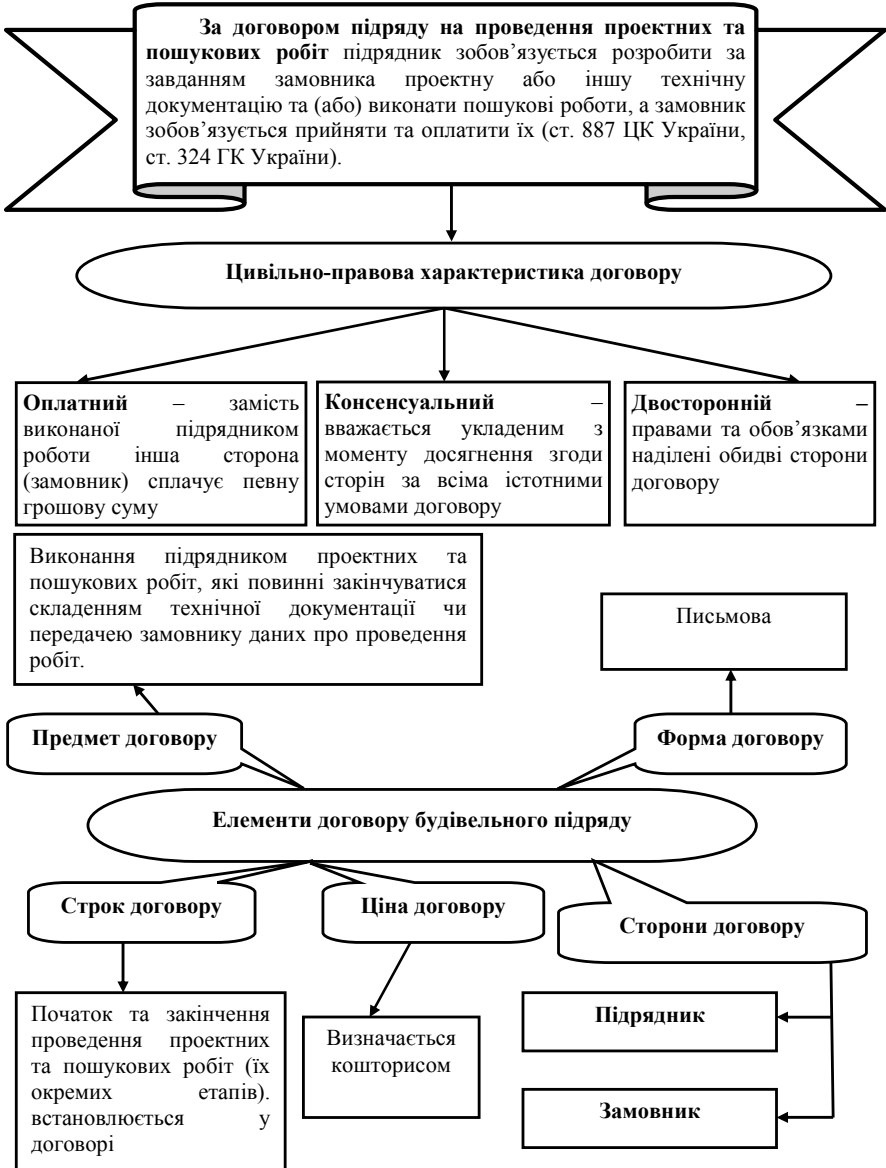 За договором підряду на проведення проектних та
пошукових робіт підрядник зобов’язується розробити за
завданням замовника проектну або іншу технічну
документацію та (або) виконати пошукові роботи, а замовник
зобов’язується прийняти та оплатити їх (ст. 887 ЦК України,
ст. 324 ГК України).
Цивільно-правова характеристика договору
Оплатний – замість
виконаної підрядником
роботи інша сторона
(замовник) сплачує певну
грошову суму
Консенсуальний –
вважається укладеним з
моменту досягнення згоди
сторін за всіма істотними
умовами договору
Двосторонній –
правами та обов’язками
наділені обидві сторони
договору
Виконання підрядником проектних та
пошукових робіт, які повинні закінчуватися
складенням технічної документації чи
передачею замовнику даних про проведення
робіт.
Письмова
Предмет договору
Форма договору
Елементи договору будівельного підряду
Строк договору
Ціна договору
Сторони договору
Початок та закінчення
проведення проектних
та пошукових робіт (їх
окремих етапів).
встановлюється у
договорі
Визначається
кошторисом
Підрядник
Замовник